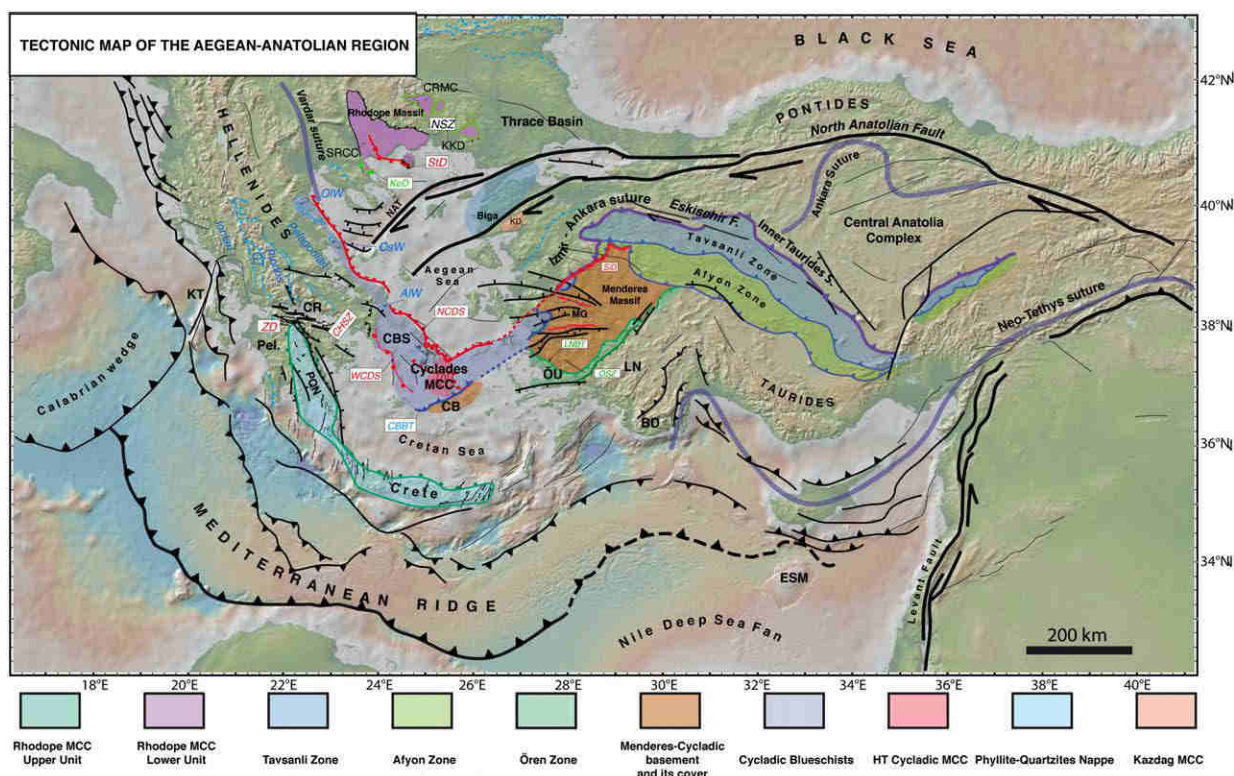 TECTONIC MAP OF THE AEGEAN-ANATOLIAN REGION
BLACK SEA
42°N
40°N
38°N
36°N
34°N
CRMC
Rhodope Massif
NSZ
Thrace Basin
PONTIDES
North Anatolian Fault
HELLENIDES
Vardar suture
SRCC
KKD
StD
KeD
OlW
NAT
Biga
KD
Ankara Suture
Izmir - Ankara suture
Eskisehir F.
Inner Taurides S.
Central Anatolia
Complex
Pelagonian
Ionian
Pindos
OsW
Aegean
Sea
Tavsanli Zone
SD
Afyon Zone
Menderes
Massif
AlW
KT
CR
NCDS
MG
Neo-Tethys suture
ZD
CHSZ
CBS
LNBT
Pel.
Calabrian wedge
WCDS
Cyclades
MCC
ÖU
OSZ
LN
TAURIDES
PQN
CB
CBBT
BD
Cretan Sea
Crete
MEDITERRANEAN RIDGE
ESM
Levant Fault
Nile Deep Sea Fan
200 km
18°E
20°E
22°E
24°E
26°E
28°E
30°E
32°E
34°E
36°E
38°E
40°E
Rhodope MCC
Upper Unit
Rhodope MCC
Lower Unit
Tavsanli Zone
Afyon Zone
Ören Zone
Menderes-Cycladic
basement
and its cover
Cycladic Blueschists
HT Cycladic MCC
Phyllite-Quartzites Nappe
Kazdag MCC